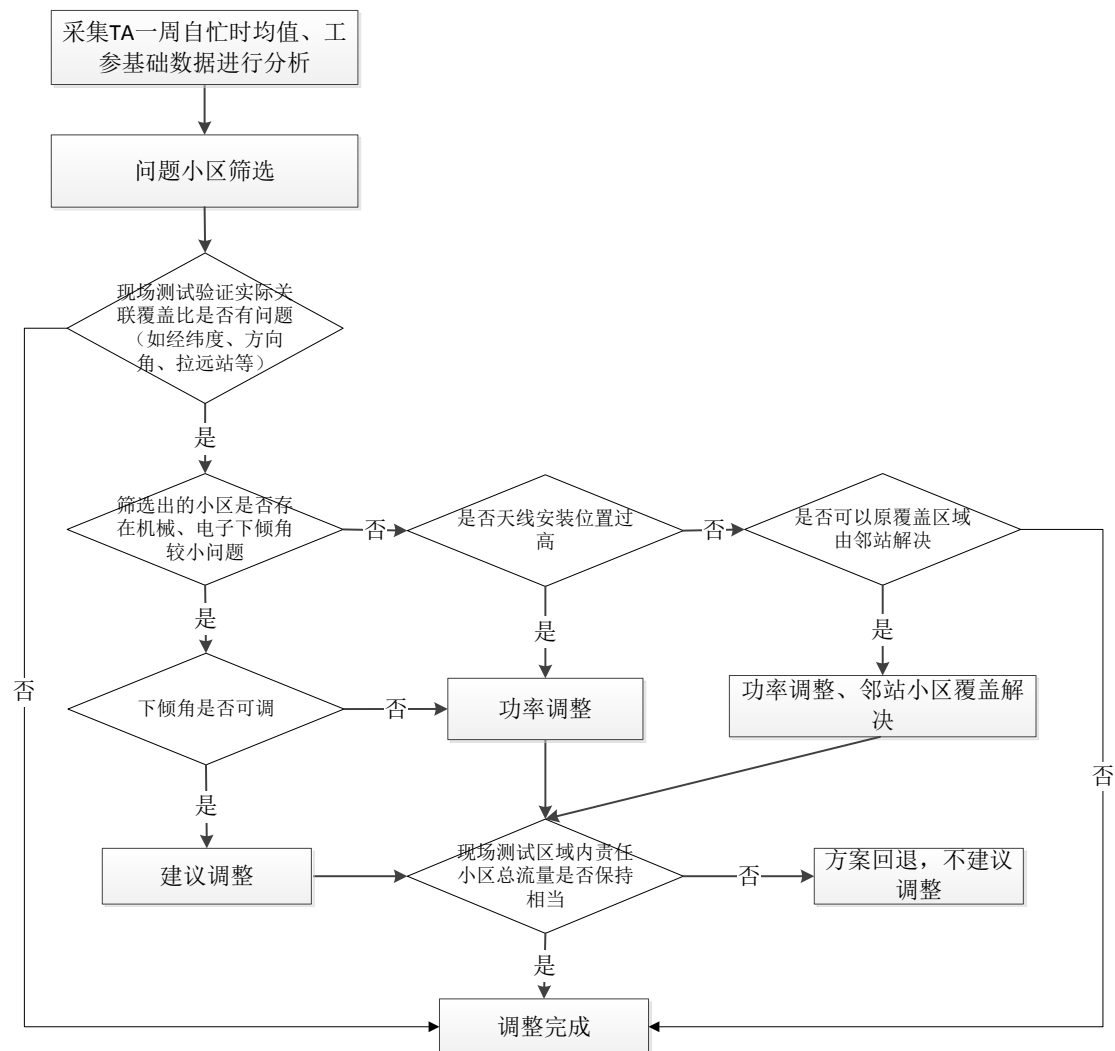 采集TA一周自忙时均值、工
参基础数据进行分析
问题小区筛选
现场测试验证实际关
联覆盖比是否有问题
（如经纬度、方向
角、拉远站等）
是
筛选出的小区是否存
在机械、电子下倾角
较小问题
否
是否天线安装位置过
高
否
是否可以原覆盖区域
由邻站解决
是
是
是
否
下倾角是否可调
否
功率调整
功率调整、邻站小区覆盖解
决
否
是
建议调整
现场测试区域内责任
小区总流量是否保持
相当
否
方案回退，不建议
调整
是
调整完成